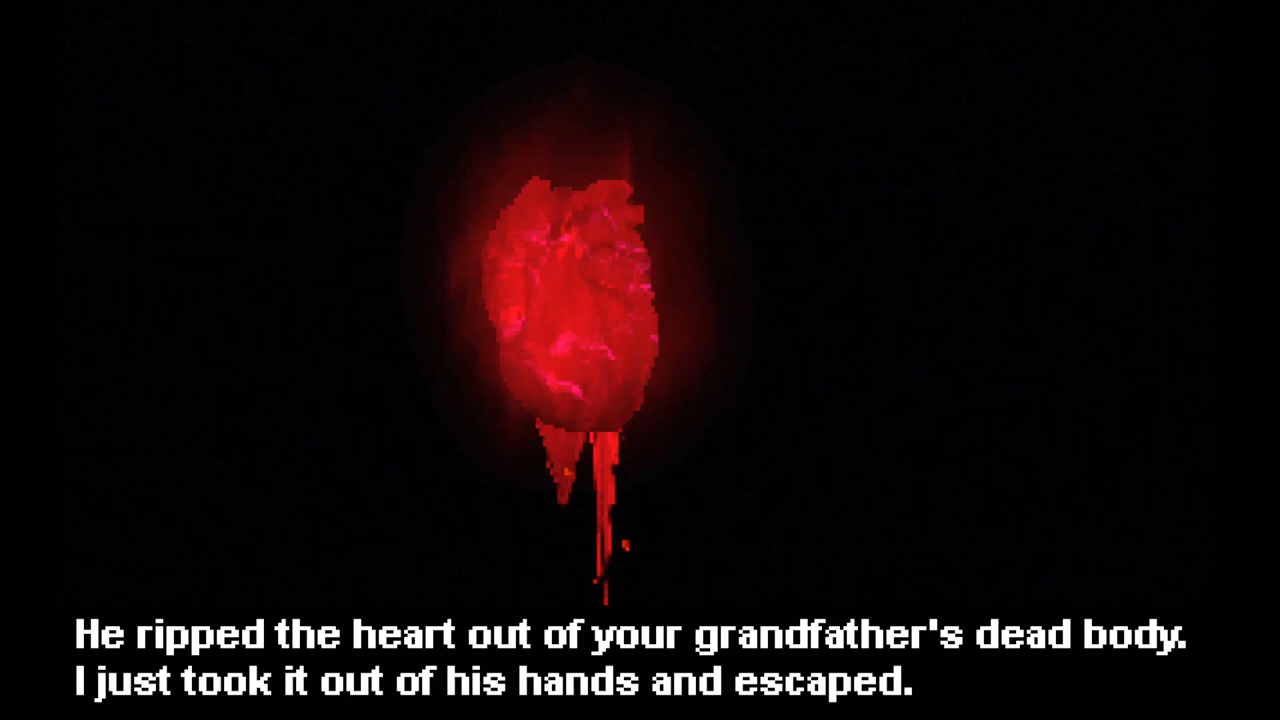 He ripped the heart out of your grandfather's dead body.
I just took it out of his hands and escaped.